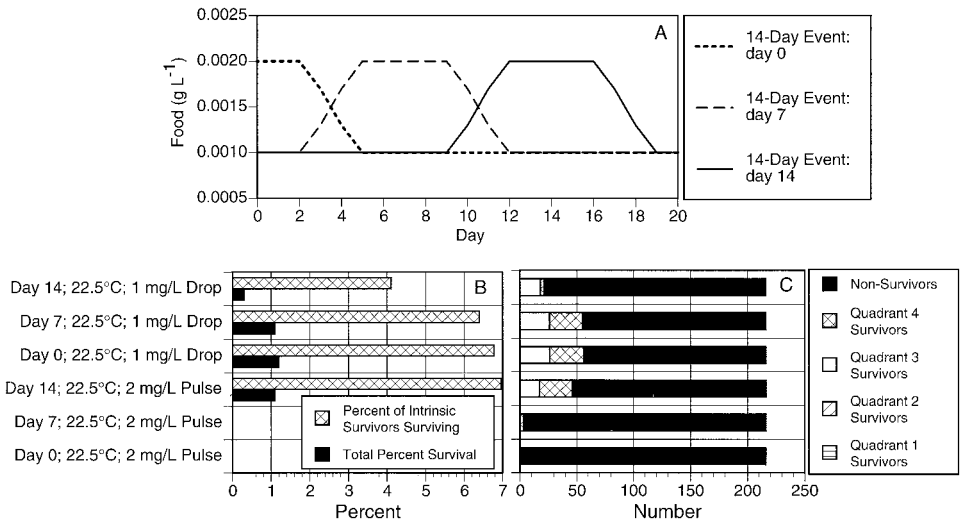 A
0.0025
0.0020
0.0015
0.0010
0.0005
Food (g L⁻¹)
0 2 4 6 8 10 12 14 16 18 20
Day
14-Day Event:
day 0
14-Day Event:
day 7
14-Day Event:
day 14
B
Day 14; 22.5°C; 1 mg/L Drop
Day 7; 22.5°C; 1 mg/L Drop
Day 0; 22.5°C; 1 mg/L Drop
Day 14; 22.5°C; 2 mg/L Pulse
Day 7; 22.5°C; 2 mg/L Pulse
Day 0; 22.5°C; 2 mg/L Pulse
Percent of Intrinsic
Survivors Surviving
Total Percent Survival
0 1 2 3 4 5 6 7
Percent
C
0 50 100 150 200 250
Number
Non-Survivors
Quadrant 4
Survivors
Quadrant 3
Survivors
Quadrant 2
Survivors
Quadrant 1
Survivors